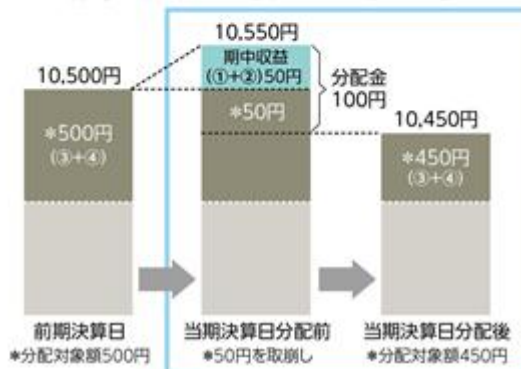 10,550円
期中収益
(①+②)50円
10,500円
分配金
100円
*50円
10,450円
*500円
(③+④)
*450円
(③+④)
前期決算日
*分配対象額500円
当期決算日分配前
*50円を取崩し
当期決算日分配後
*分配対象額450円